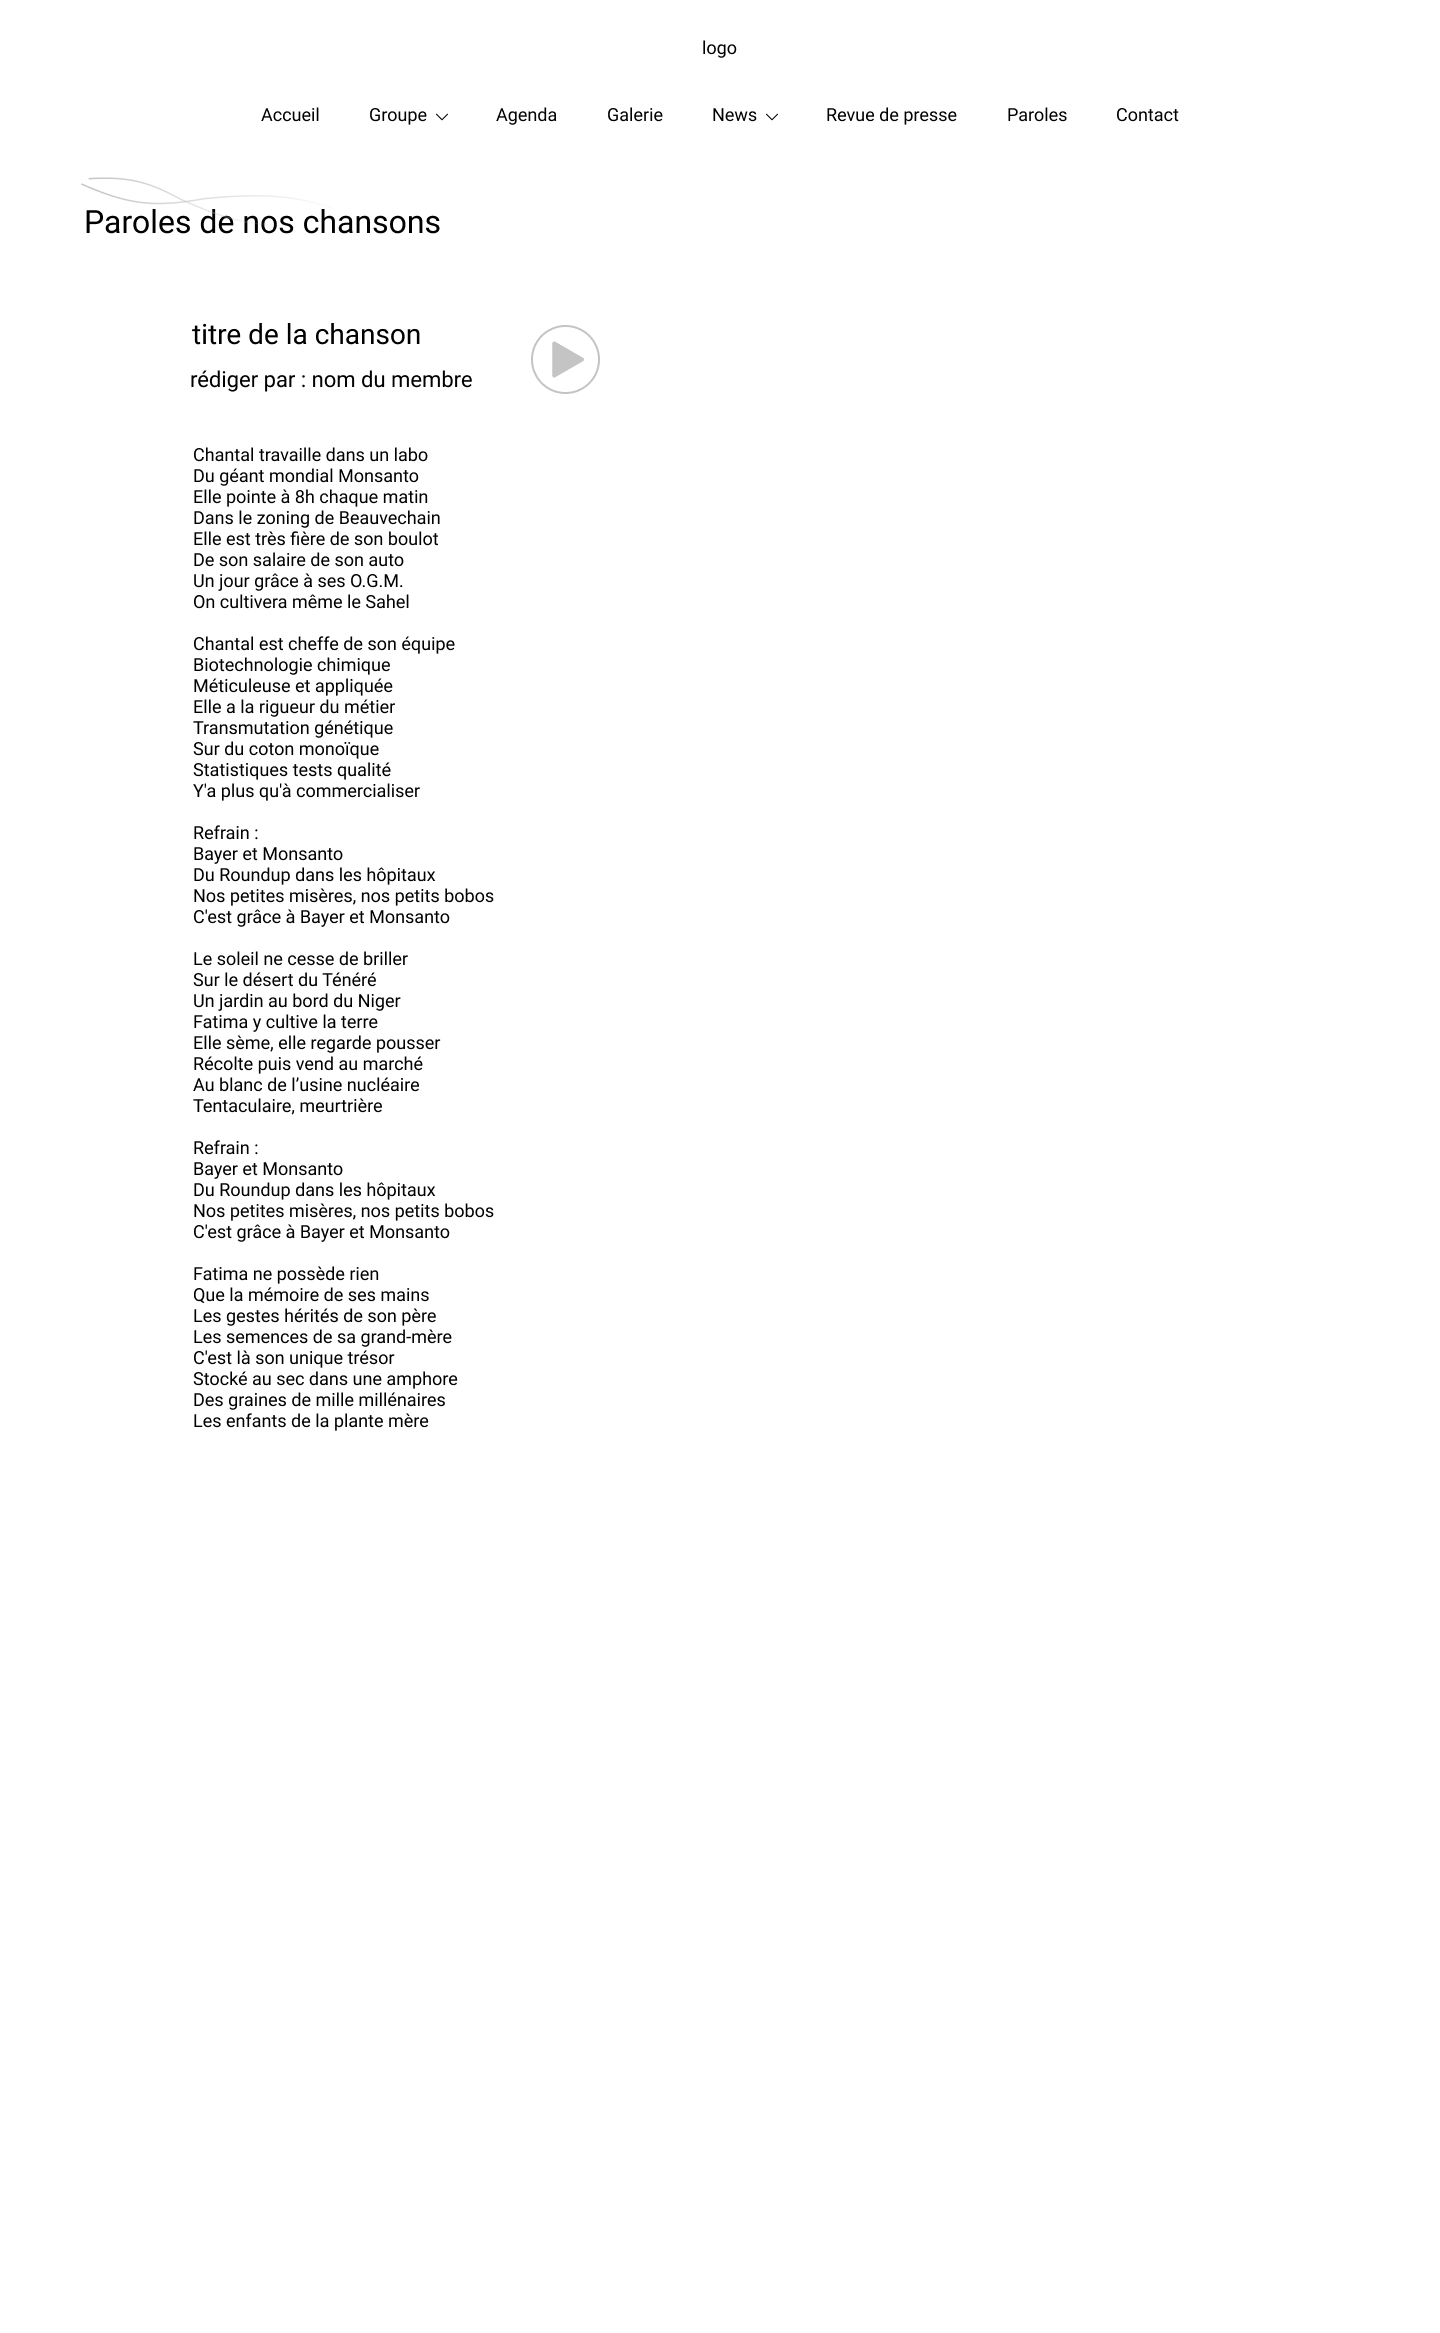 logo
Accueil Groupe Agenda Galerie News Revue de presse Paroles Contact
Paroles de nos chansons
titre de la chanson
rédiger par : nom du membre
Chantal travaille dans un labo
Du géant mondial Monsanto
Elle pointe à 8h chaque matin
Dans le zoning de Beauvechain
Elle est très fière de son boulot
De son salaire de son auto
Un jour grâce à ses O.G.M.
On cultivera même le Sahel
Chantal est cheffe de son équipe
Biotechnologie chimique
Méticuleuse et appliquée
Elle a la rigueur du métier
Transmutation génétique
Sur du coton monoïque
Statistiques tests qualité
Y'a plus qu'à commercialiser
Refrain :
Bayer et Monsanto
Du Roundup dans les hôpitaux
Nos petites misères, nos petits bobos
C'est grâce à Bayer et Monsanto
Le soleil ne cesse de briller
Sur le désert du Ténéré
Un jardin au bord du Niger
Fatima y cultive la terre
Elle sème, elle regarde pousser
Récolte puis vend au marché
Au blanc de l’usine nucléaire
Tentaculaire, meurtrière
Refrain :
Bayer et Monsanto
Du Roundup dans les hôpitaux
Nos petites misères, nos petits bobos
C'est grâce à Bayer et Monsanto
Fatima ne possède rien
Que la mémoire de ses mains
Les gestes hérités de son père
Les semences de sa grand-mère
C'est là son unique trésor
Stocké au sec dans une amphore
Des graines de mille millénaires
Les enfants de la plante mère